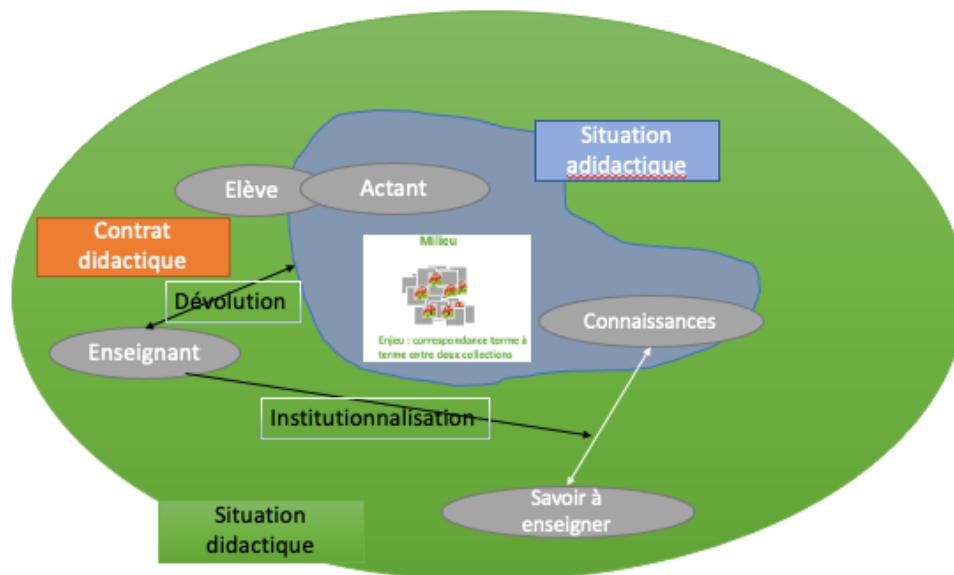 Situation
adidactique
Elève
Actant
Contrat
didactique
Milieu
Dévolution
Connaissances
Enseignant
Enjeu : correspondance terme à
terme entre deux collections
Institutionnalisation
Savoir à
enseigner
Situation
didactique